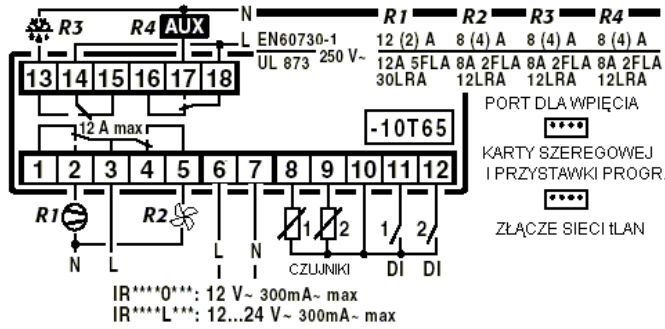 N R1 R2 R3 R4
R3 R4 AUX L EN60730-1 250 V~ 12 (2) A 8 (4) A 8 (4) A 8 (4) A
UL 873 12A 5FLA 8A 2FLA 8A 2FLA 8A 2FLA
30LRA 12LRA 12LRA 12LRA
13 14 15 16 17 18
PORT DLA WPIĘCIA
12 A max
-10T65
KARTY SZEREGOWEJ
I PRZYSTAWKI PROGR.
1 2 3 4 5 6 7 8 9 10 11 12
ZŁĄCZE SIECI tLAN
R1 R2 1 2 1 2
N L L N CZUJNIKI DI DI
IR****0***: 12 V~ 300mA~ max
IR****L***: 12...24 V~ 300mA~ max